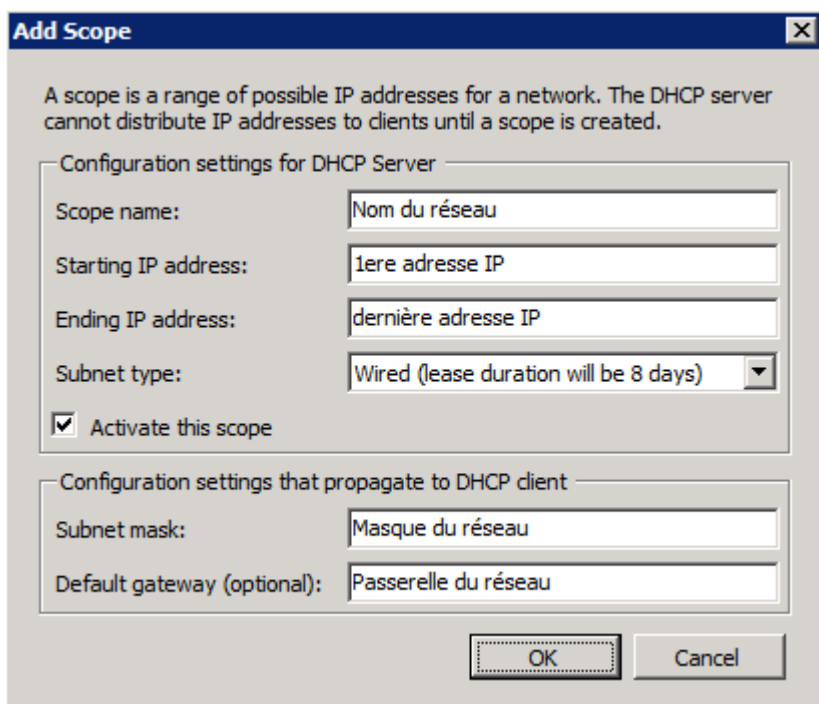 Add Scope
A scope is a range of possible IP addresses for a network. The DHCP server
cannot distribute IP addresses to clients until a scope is created.
Configuration settings for DHCP Server
Scope name: Nom du réseau
Starting IP address: 1ere adresse IP
Ending IP address: dernière adresse IP
Subnet type: Wired (lease duration will be 8 days)
Activate this scope
Configuration settings that propagate to DHCP client
Subnet mask: Masque du réseau
Default gateway (optional): Passerelle du réseau
OK Cancel